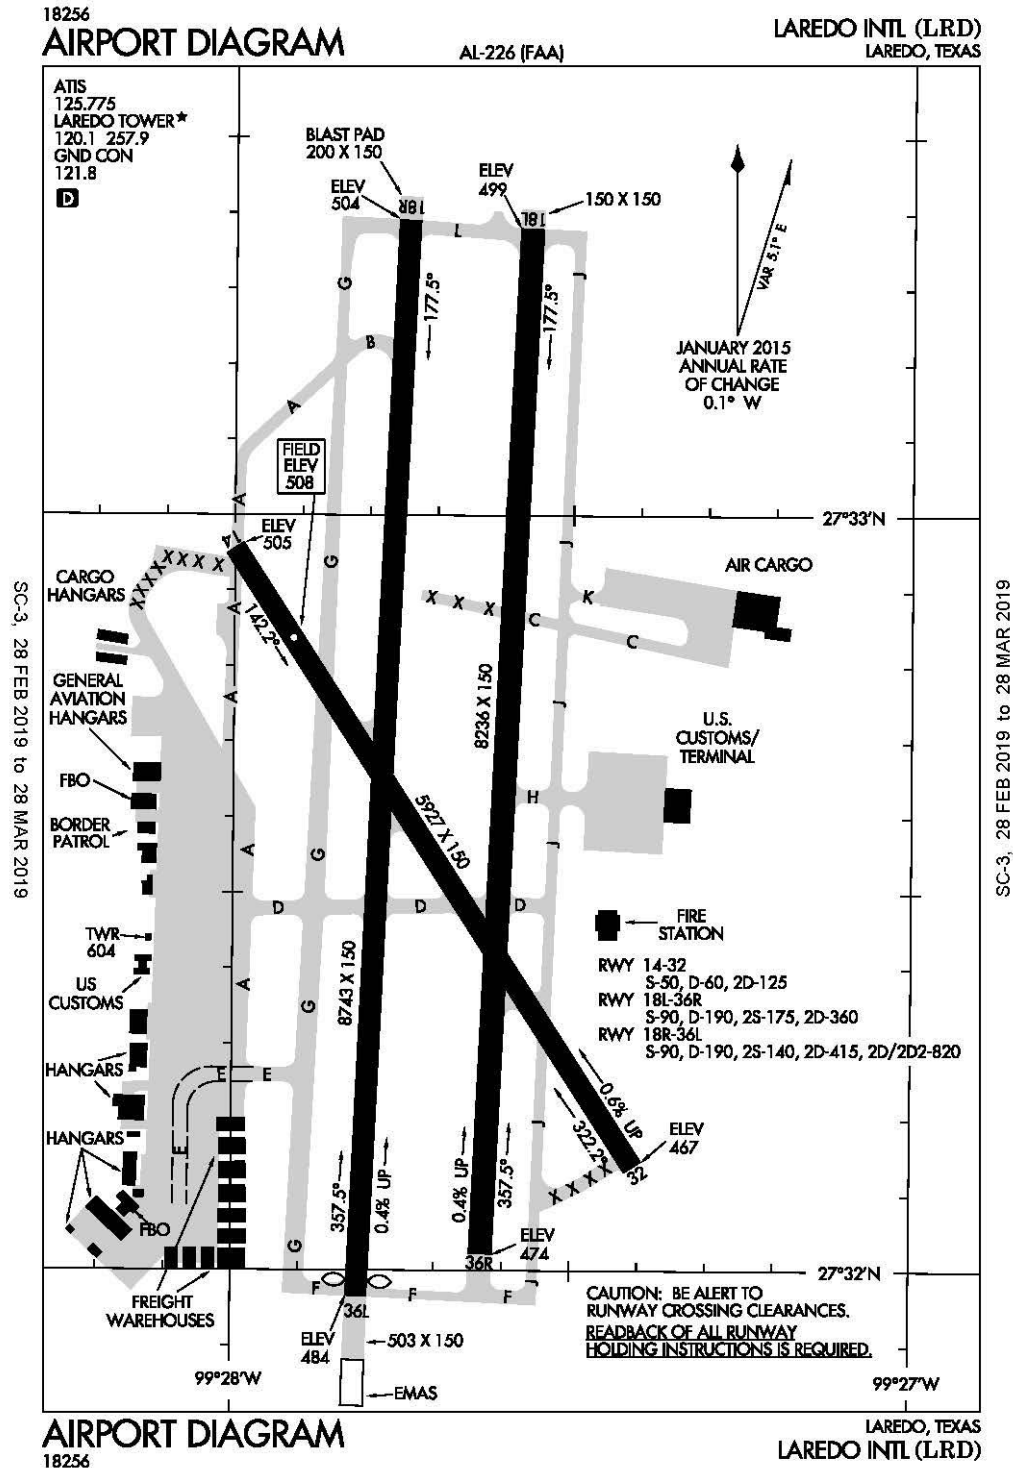 18256
AIRPORT DIAGRAM
AL-226 (FAA)
LAREDO INTL (LRD)
LAREDO, TEXAS
ATIS
125.775
LAREDO TOWER★
120.1 257.9
GND CON
121.8
D
BLAST PAD
200 X 150
ELEV
504
18R
ELEV
499
18L
150 X 150
L
G
J
177.5°
177.5°
VAR 5.1° E
JANUARY 2015
ANNUAL RATE
OF CHANGE
0.1° W
B
A
FIELD
ELEV
508
A
27°33'N
14
ELEV
505
G
J
X X X X X X X X
CARGO
HANGARS
A
142.2°
X X X
C
K
C
AIR CARGO
GENERAL
AVIATION
HANGARS
A
J
8236 X 150
U.S.
CUSTOMS/
TERMINAL
FBO
BORDER
PATROL
A
G
5927 X 150
H
J
D
D
D
FIRE
STATION
TWR
604
US
CUSTOMS
A
G
8743 X 150
RWY 14-32
S-50, D-60, 2D-125
RWY 18L-36R
S-90, D-190, 2S-175, 2D-360
RWY 18R-36L
S-90, D-190, 2S-140, 2D-415, 2D/2D2-820
HANGARS
E
E
E
HANGARS
357.5°
0.4% UP
0.4% UP
357.5°
J
322.2°
0.6% UP
ELEV
467
32
X X X X
FBO
G
36R
ELEV
474
27°32'N
F
F
F
J
36L
FREIGHT
WAREHOUSES
ELEV
484
503 X 150
EMAS
CAUTION: BE ALERT TO
RUNWAY CROSSING CLEARANCES.
READBACK OF ALL RUNWAY
HOLDING INSTRUCTIONS IS REQUIRED.
99°28'W
99°27'W
SC-3, 28 FEB 2019 to 28 MAR 2019
SC-3, 28 FEB 2019 to 28 MAR 2019
AIRPORT DIAGRAM
18256
LAREDO, TEXAS
LAREDO INTL (LRD)